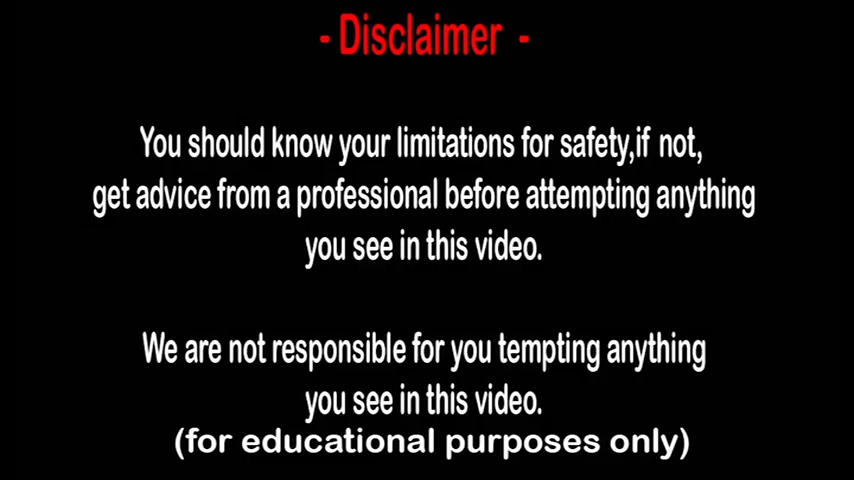 - Disclaimer -
You should know your limitations for safety,if not,
get advice from a professional before attempting anything
you see in this video.
We are not responsible for you tempting anything
you see in this video.
(for educational purposes only)